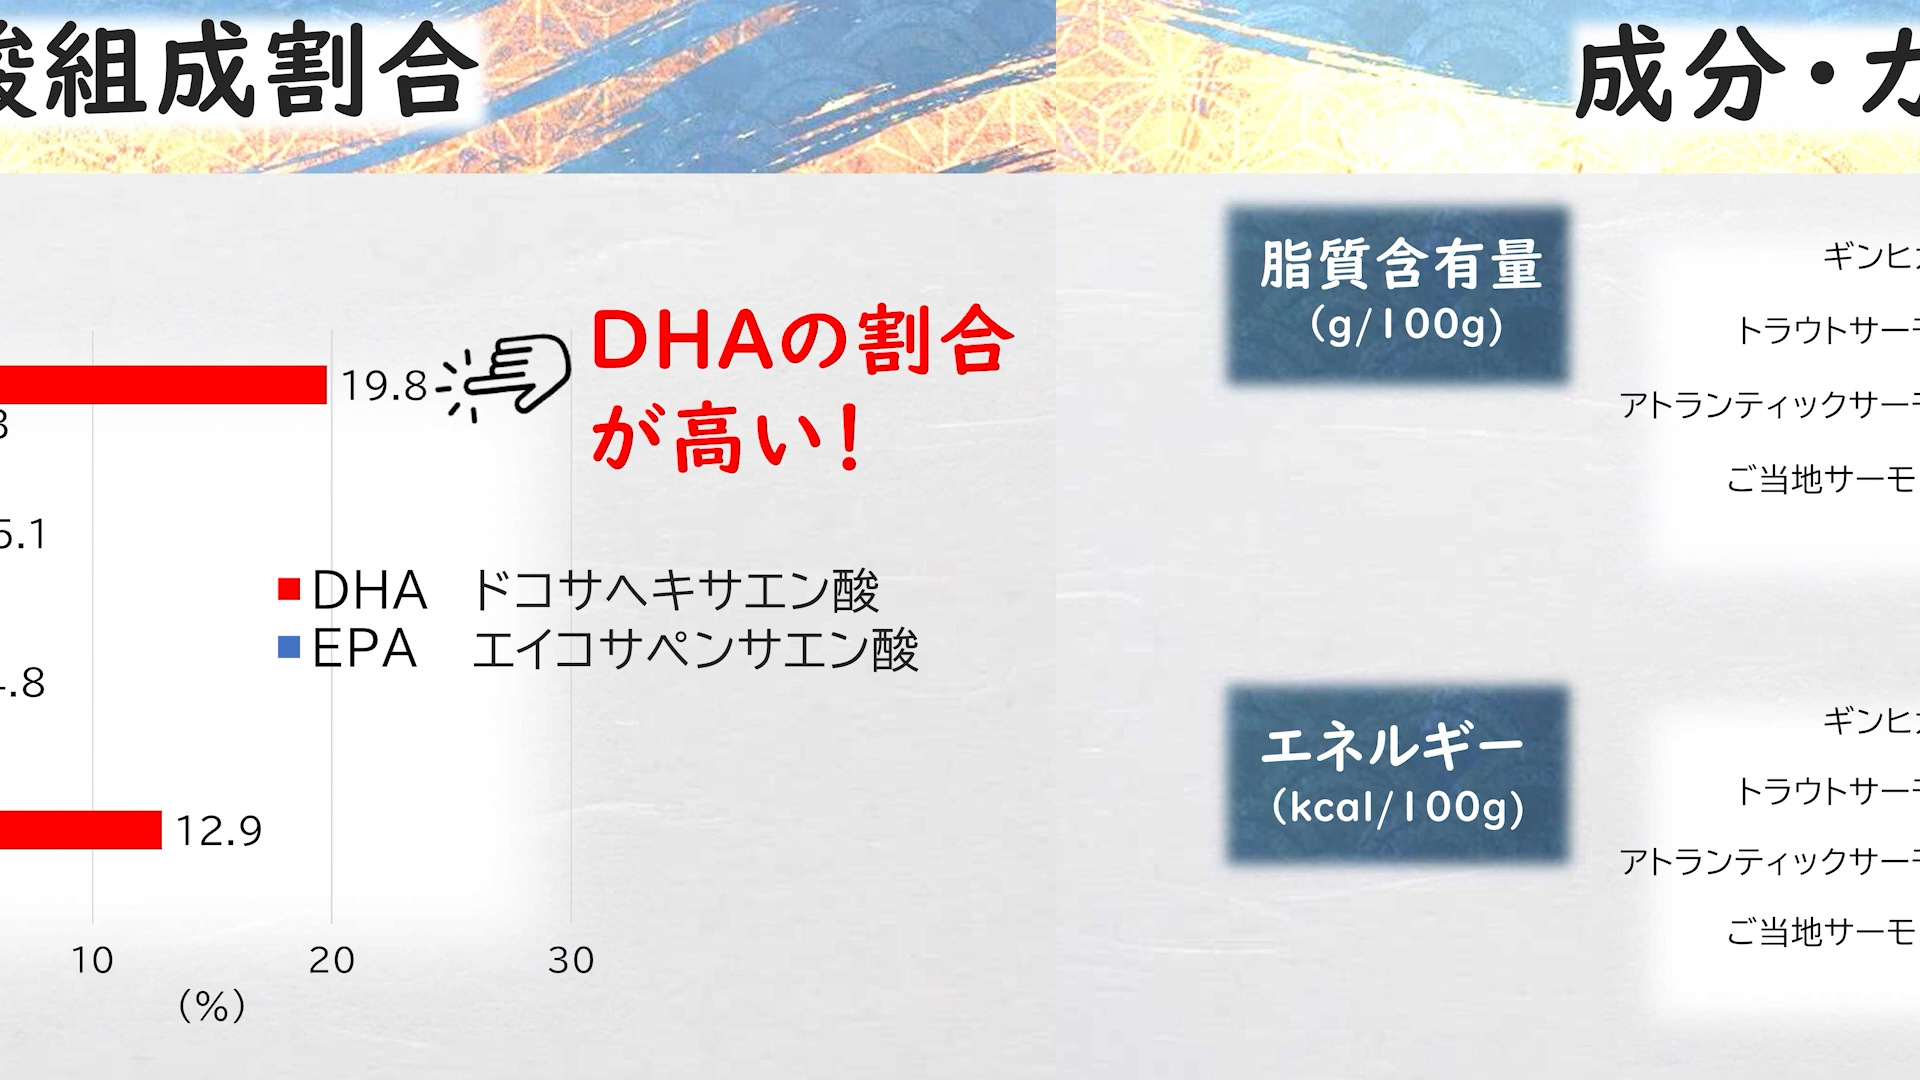 酸組成割合
19.8
DHAの割合
が高い!
5.1
DHA ドコサヘキサエン酸
EPA エイコサペンサエン酸
.8
12.9
10 20 30
(%)
成分・カ
脂質含有量
(g/100g)
ギンヒ
トラウトサーモ
アトランティックサーモ
ご当地サーモ
エネルギー
(kcal/100g)
ギンヒ
トラウトサーモ
アトランティックサーモ
ご当地サーモ